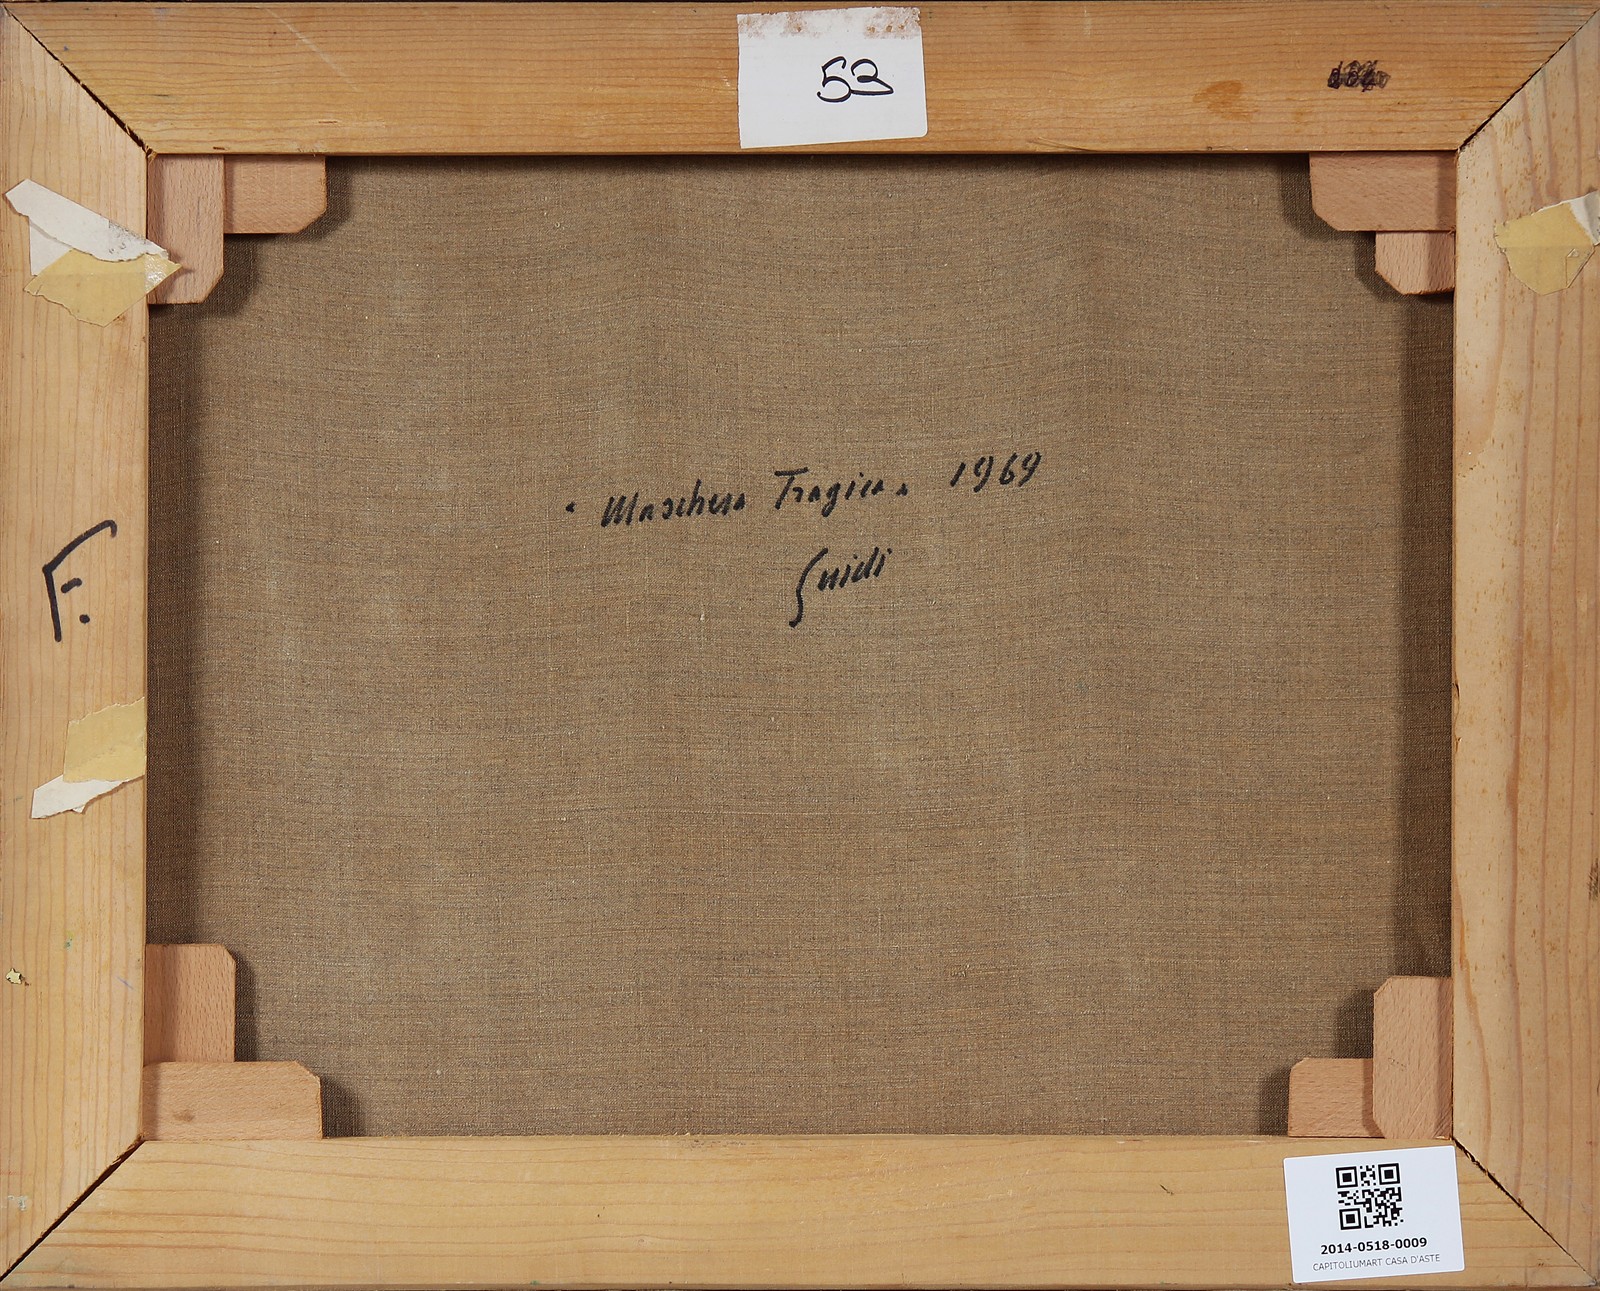 53
"Maschera Tragica" 1969
Guidi
F.
2014-0518-0009
CAPITOLIUMART CASA D'ASTE